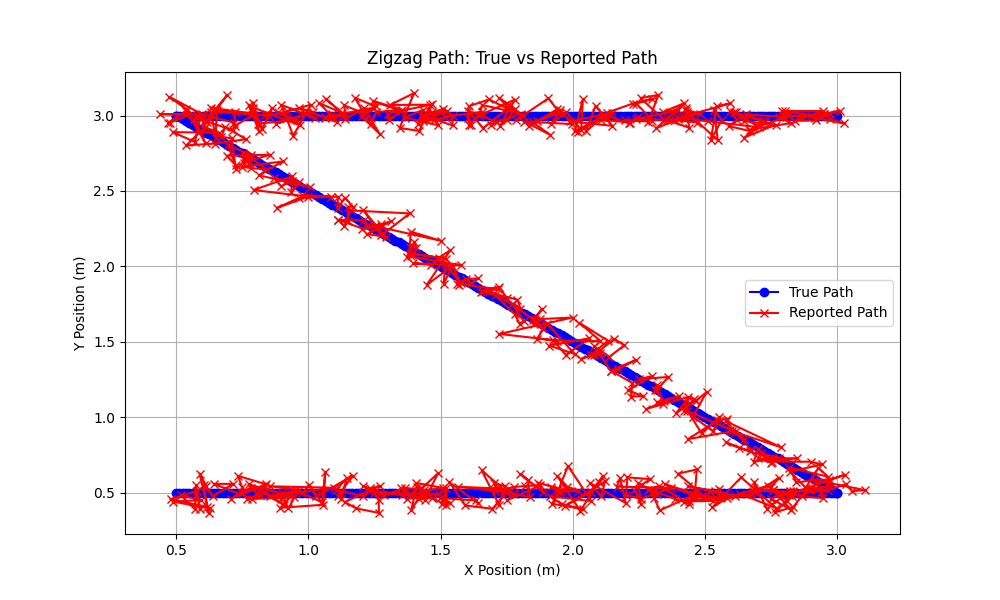 Zigzag Path: True vs Reported Path
Y Position (m)
3.0
2.5
2.0
1.5
1.0
0.5
True Path
Reported Path
0.5 1.0 1.5 2.0 2.5 3.0
X Position (m)